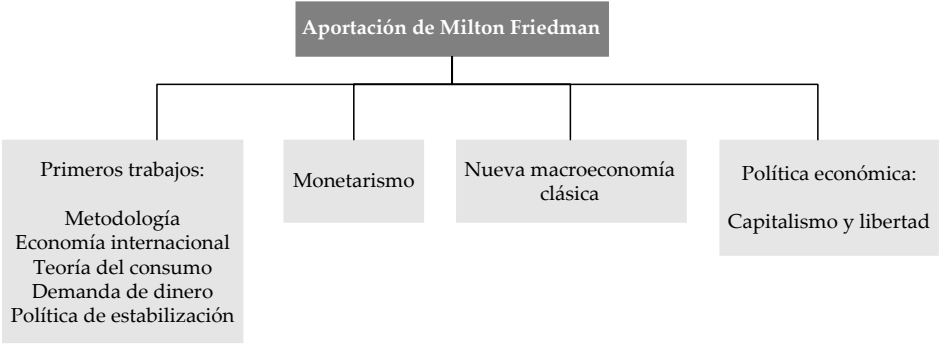 Aportación de Milton Friedman
Primeros trabajos:
Metodología
Economía internacional
Teoría del consumo
Demanda de dinero
Política de estabilización
Monetarismo
Nueva macroeconomía
clásica
Política económica:
Capitalismo y libertad